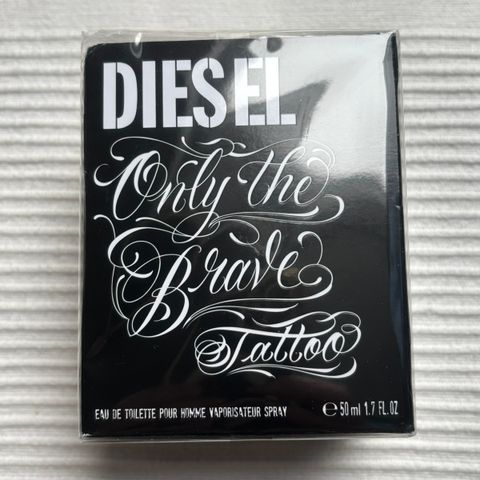 DIESEL
Only the
Brave
Tattoo
EAU DE TOILETTE POUR HOMME VAPORISATEUR SPRAY ℮ 50 ml 1.7 FL.OZ